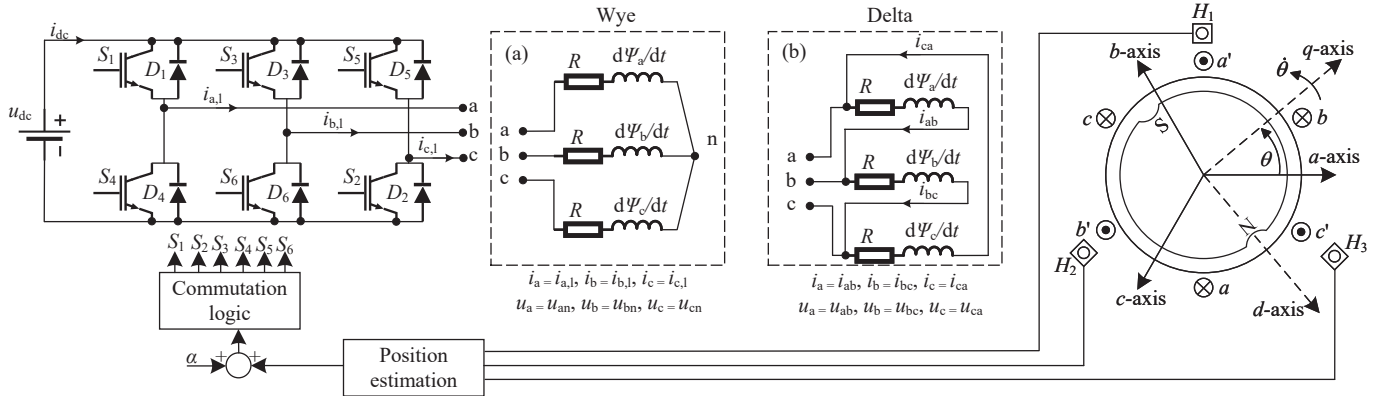 Wye
Delta
i_dc
u_dc
+
-
S_1
S_3
S_5
D_1
D_3
D_5
i_a,l
a
i_b,l
b
i_c,l
c
S_4
S_6
S_2
D_4
D_6
D_2
S_1 S_2 S_3 S_4 S_5 S_6
Commutation
logic
α
+
+
Position
estimation
(a)
R
dΨ_a/dt
a
b
c
R
dΨ_b/dt
n
R
dΨ_c/dt
i_a = i_a,l, i_b = i_b,l, i_c = i_c,l
u_a = u_an, u_b = u_bn, u_c = u_cn
(b)
i_ca
R
dΨ_a/dt
i_ab
a
b
c
R
dΨ_b/dt
i_bc
R
dΨ_c/dt
i_a = i_ab, i_b = i_bc, i_c = i_ca
u_a = u_ab, u_b = u_bc, u_c = u_ca
H_1
b-axis
a'
q-axis
θ̇
c
S
b
θ
a-axis
b'
N
c'
H_2
H_3
c-axis
a
d-axis